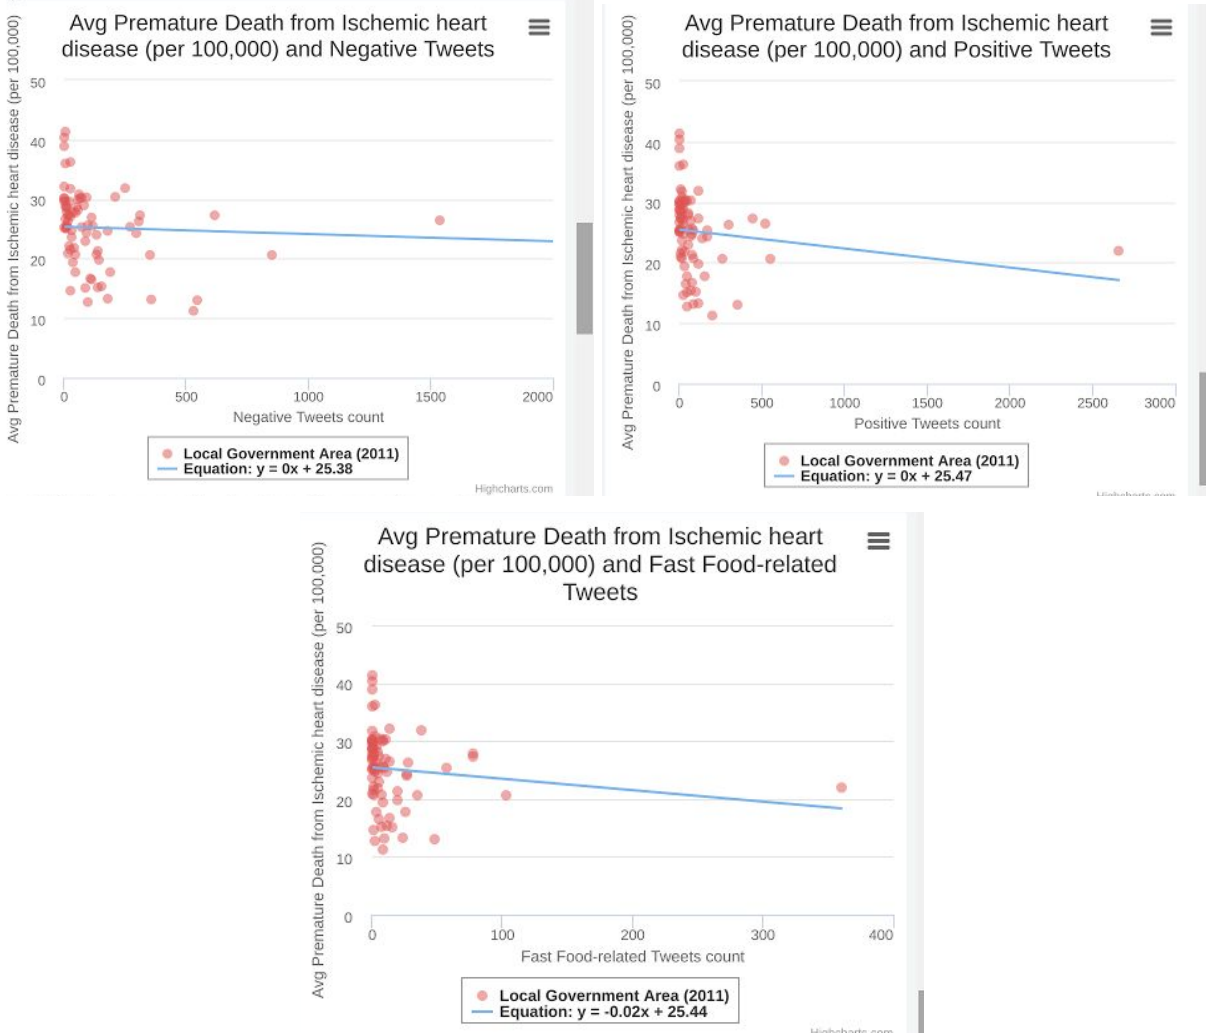 Avg Premature Death from Ischemic heart
disease (per 100,000) and Negative Tweets
Avg Premature Death from Ischemic heart disease (per 100,000)
50
40
30
20
10
0
0 500 1000 1500 2000
Negative Tweets count
Local Government Area (2011)
Equation: y = 0x + 25.38
Highcharts.com
Avg Premature Death from Ischemic heart
disease (per 100,000) and Positive Tweets
Avg Premature Death from Ischemic heart disease (per 100,000)
50
40
30
20
10
0
0 500 1000 1500 2000 2500 3000
Positive Tweets count
Local Government Area (2011)
Equation: y = 0x + 25.47
Highcharts.com
Avg Premature Death from Ischemic heart
disease (per 100,000) and Fast Food-related
Tweets
Avg Premature Death from Ischemic heart disease (per 100,000)
50
40
30
20
10
0
0 100 200 300 400
Fast Food-related Tweets count
Local Government Area (2011)
Equation: y = -0.02x + 25.44
Highcharts.com